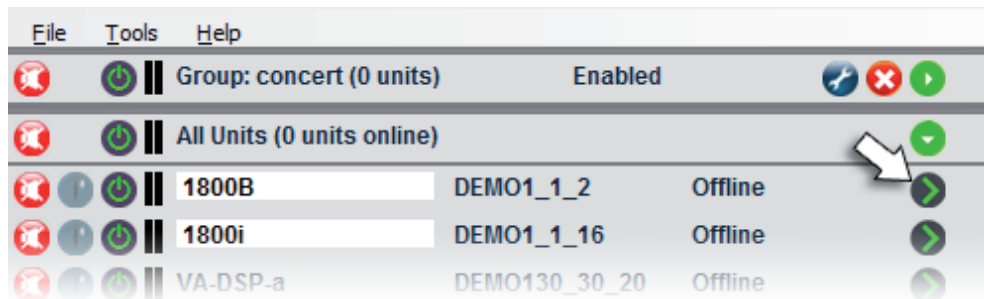 File Tools Help
Group: concert (0 units) Enabled
All Units (0 units online)
1800B DEMO1_1_2 Offline
1800i DEMO1_1_16 Offline
VA-DSP-a DEMO130_30_20 Offline